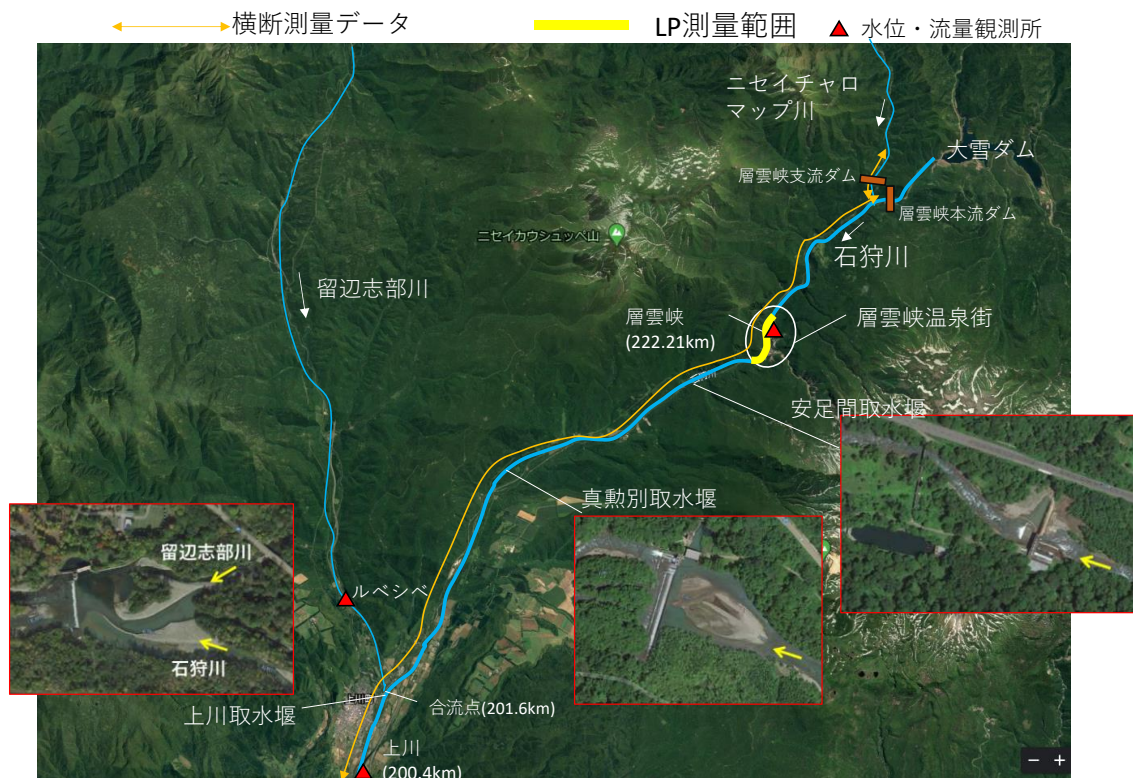 横断測量データ
LP測量範囲
水位・流量観測所
ニセイチャロ
マップ川
大雪ダム
層雲峡支流ダム
層雲峡本流ダム
ニセイカウシュッペ山
石狩川
留辺志部川
層雲峡
(222.21km)
層雲峡温泉街
安足間取水堰
真勲別取水堰
留辺志部川
石狩川
ルベシベ
上川
上川取水堰
合流点(201.6km)
上川
(200.4km)
− +